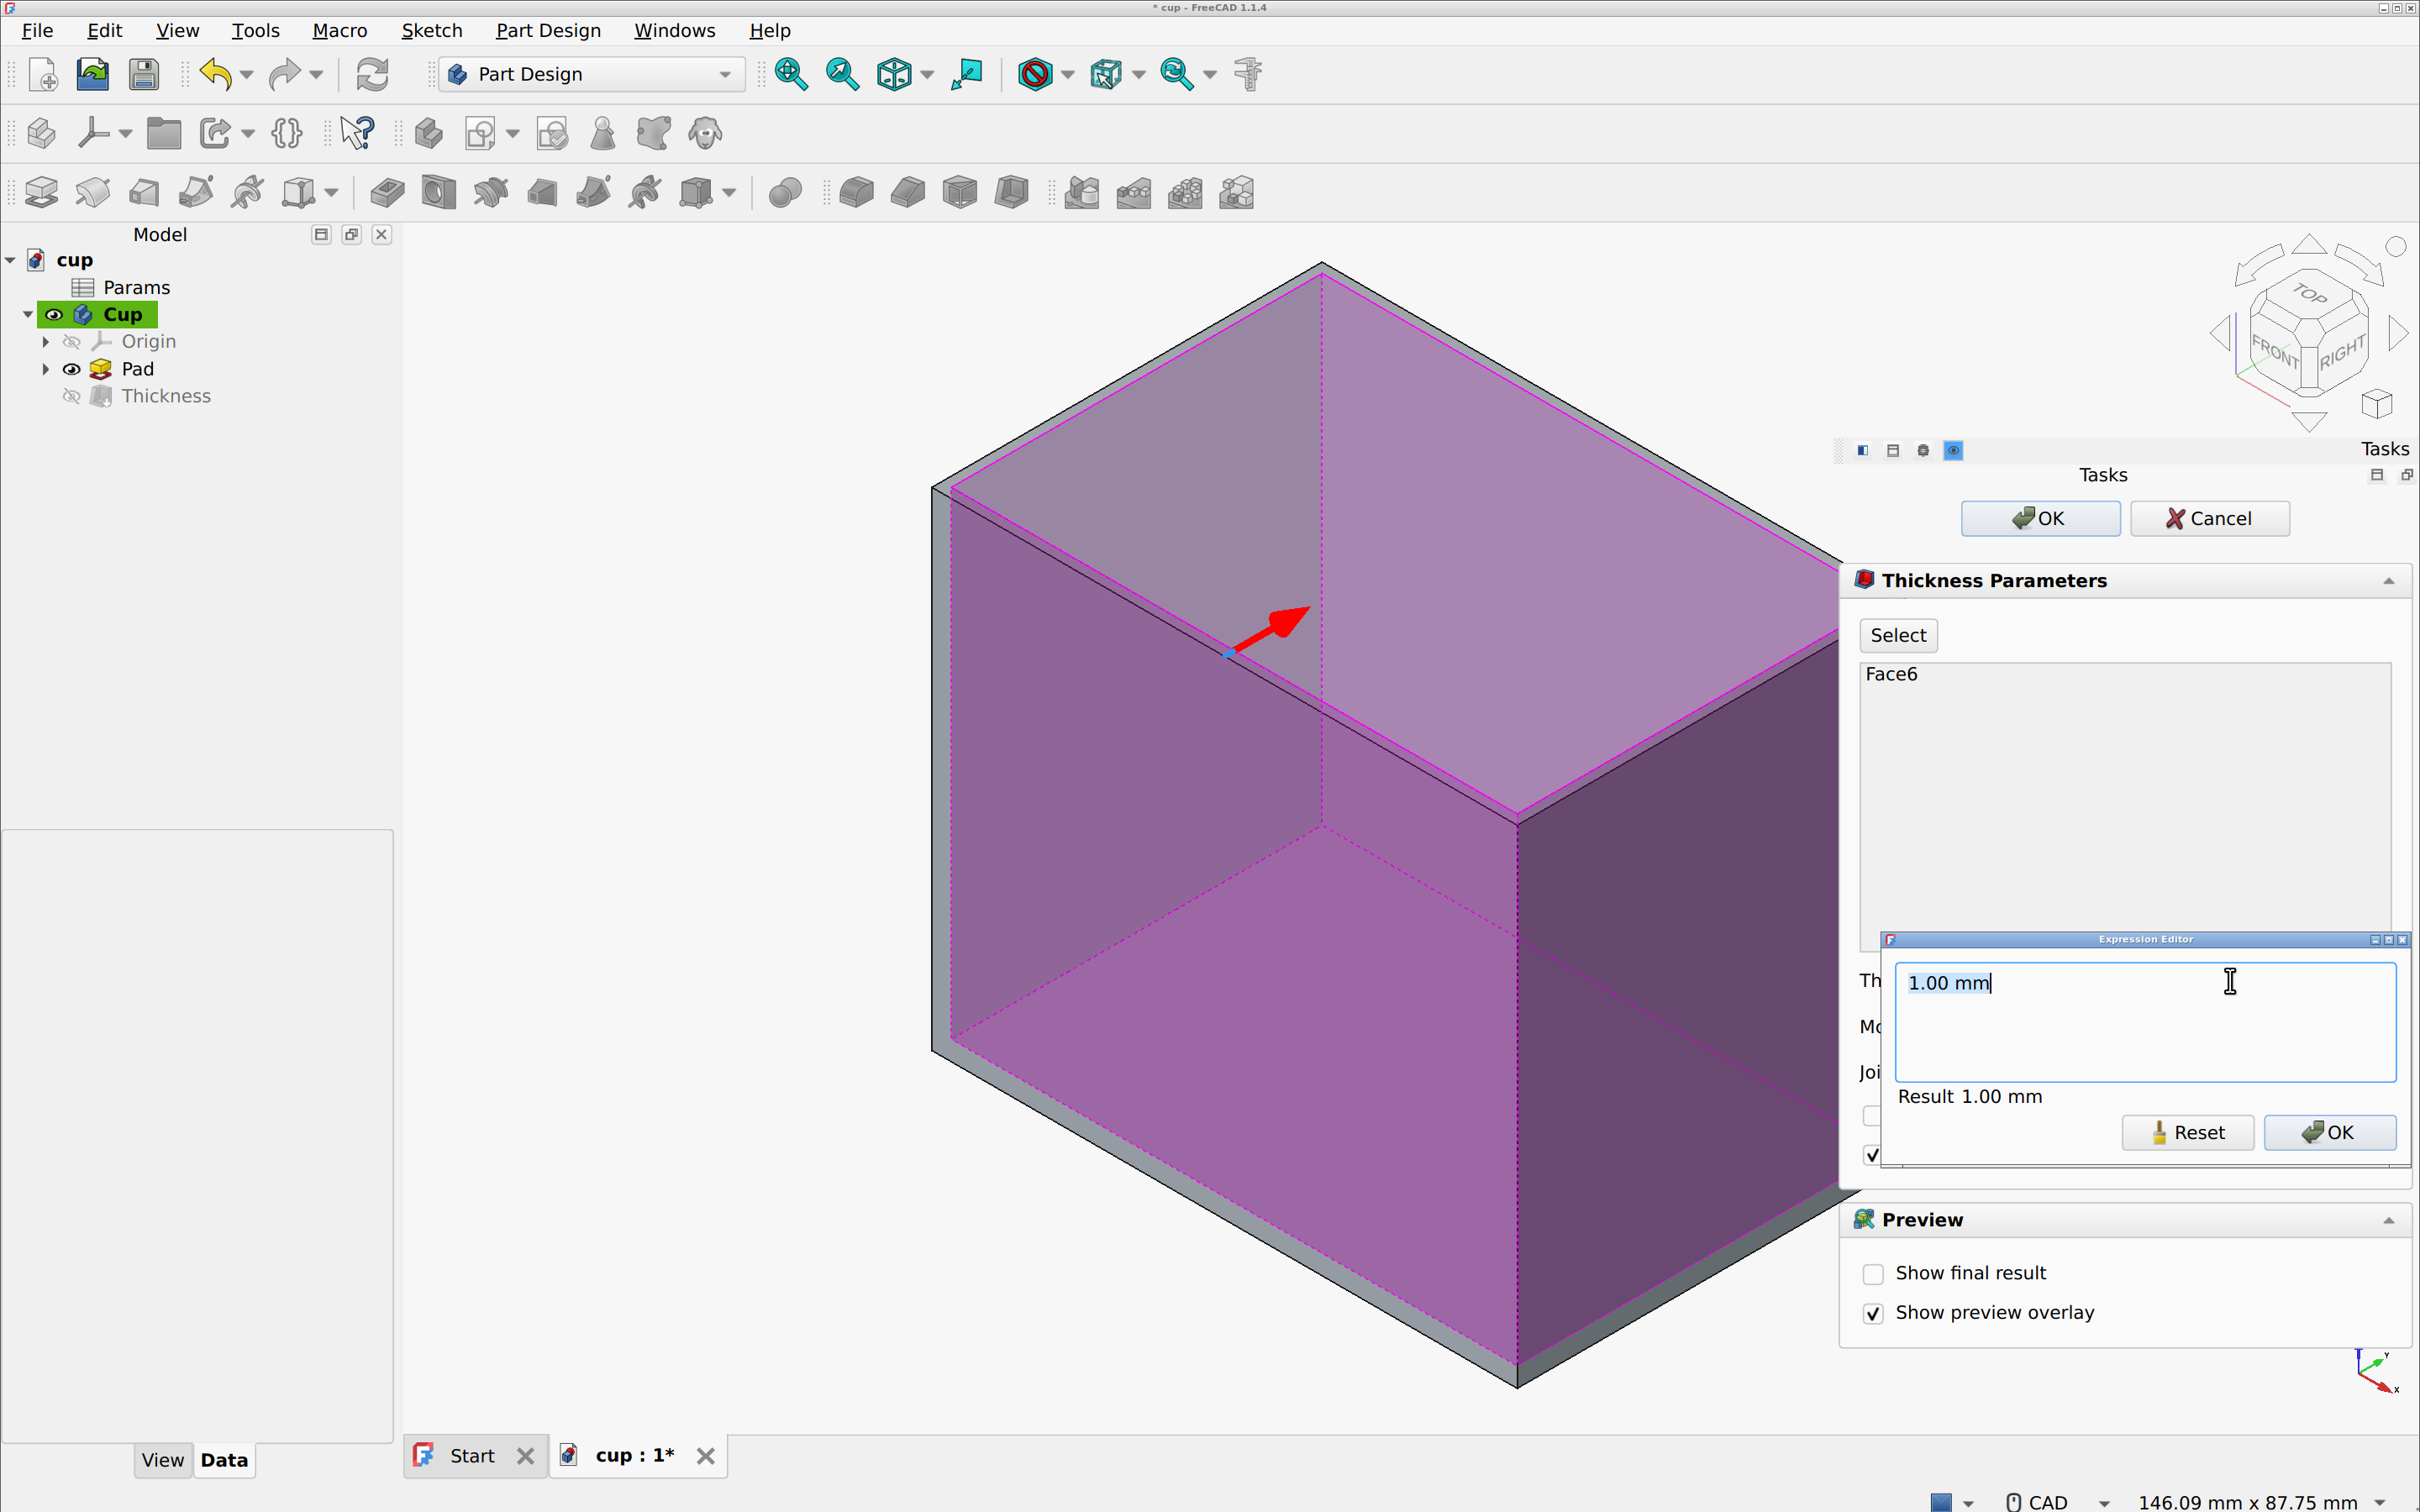 * cup - FreeCAD 1.1.4
File Edit View Tools Macro Sketch Part Design Windows Help
Part Design
Model
cup
Params
Cup
Origin
Pad
Thickness
TOP
FRONT
RIGHT
Tasks
Tasks
OK
Cancel
Thickness Parameters
Select
Face6
Expression Editor
1.00 mm
Th
Mo
Joi
Result 1.00 mm
Reset
OK
Preview
Show final result
Show preview overlay
Y
X
View
Data
Start
cup : 1*
CAD
146.09 mm x 87.75 mm